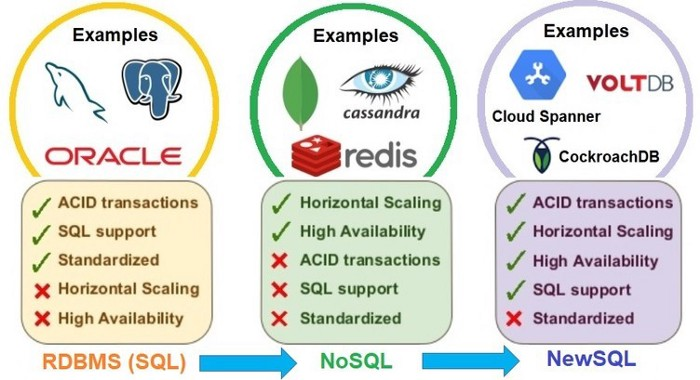 Examples
ORACLE
ACID transactions
SQL support
Standardized
Horizontal Scaling
High Availability
RDBMS (SQL)
Examples
cassandra
redis
Horizontal Scaling
High Availability
ACID transactions
SQL support
Standardized
NoSQL
Examples
VOLTDB
Cloud Spanner
CockroachDB
ACID transactions
Horizontal Scaling
High Availability
SQL support
Standardized
NewSQL